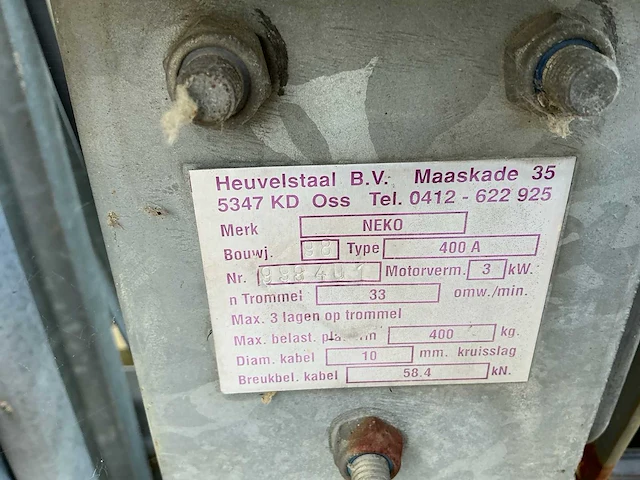 Heuvelstaal B.V. Maaskade 35
5347 KD Oss Tel. 0412 - 622 925
Merk NEKO
Bouwj. 98 Type 400 A
Nr. Motorverm. 3 kW.
n Trommel 33 omw./min.
Max. 3 lagen op trommel
Max. belast. 400 kg.
Diam. kabel 10 mm. kruisslag
Breukbel. kabel 58.4 kN.